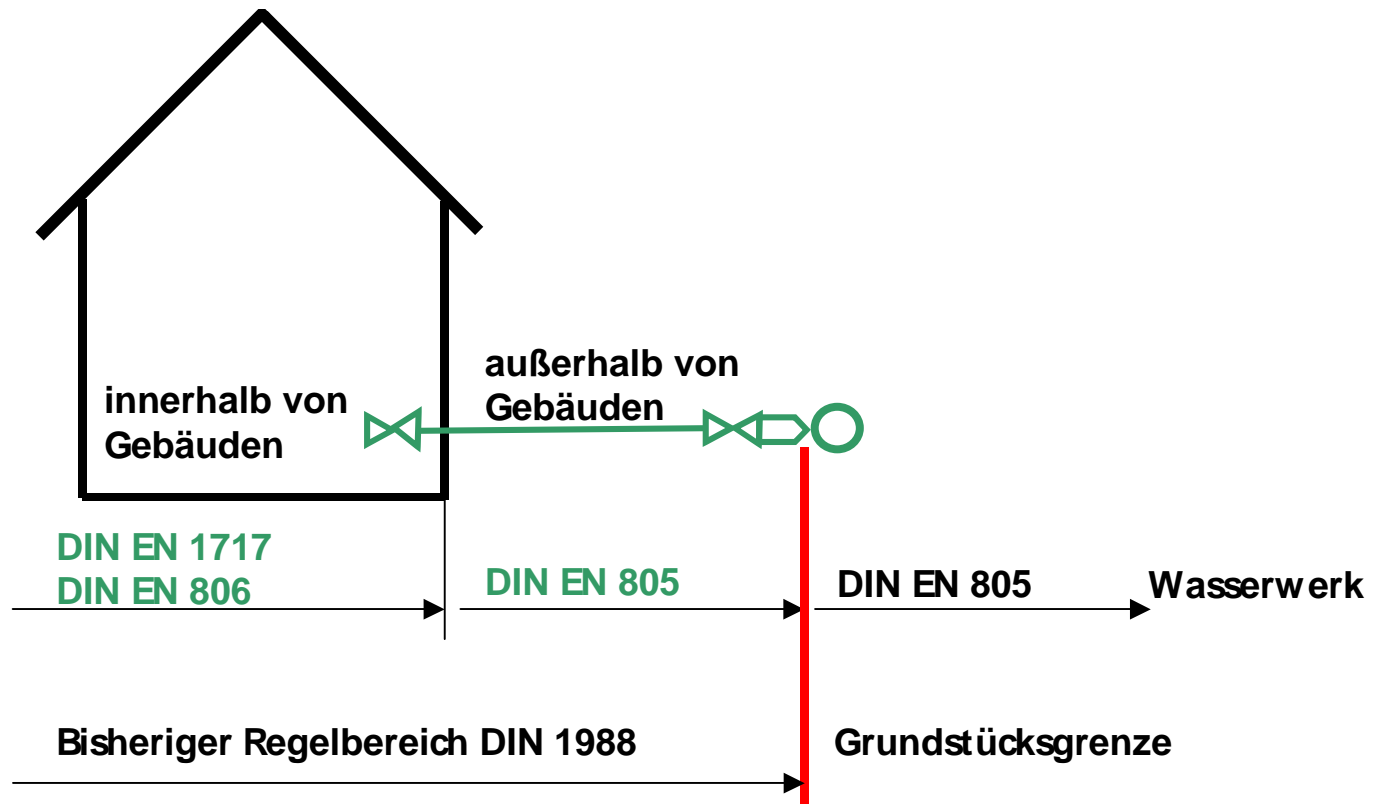 außerhalb von
Gebäuden
innerhalb von
Gebäuden
DIN EN 1717
DIN EN 806
DIN EN 805
DIN EN 805
Wasserwerk
Bisheriger Regelbereich DIN 1988
Grundstücksgrenze